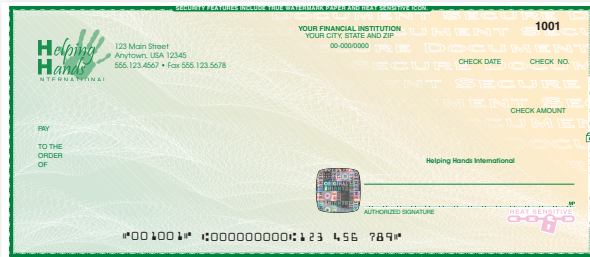 SECURITY FEATURES INCLUDE TRUE WATERMARK PAPER AND HEAT SENSITIVE ICON.
1001
YOUR FINANCIAL INSTITUTION
YOUR CITY, STATE AND ZIP
00-000/0000
Helping
Hands
INTERNATIONAL
123 Main Street
Anytown, USA 12345
555.123.4567 • Fax 555.123.5678
CHECK DATE CHECK NO.
CHECK AMOUNT
PAY
TO THE
ORDER
OF
Helping Hands International
ORIGINAL
MP
AUTHORIZED SIGNATURE
HEAT SENSITIVE
⑈001001⑈ ⑆000000000⑆123 456 789⑈